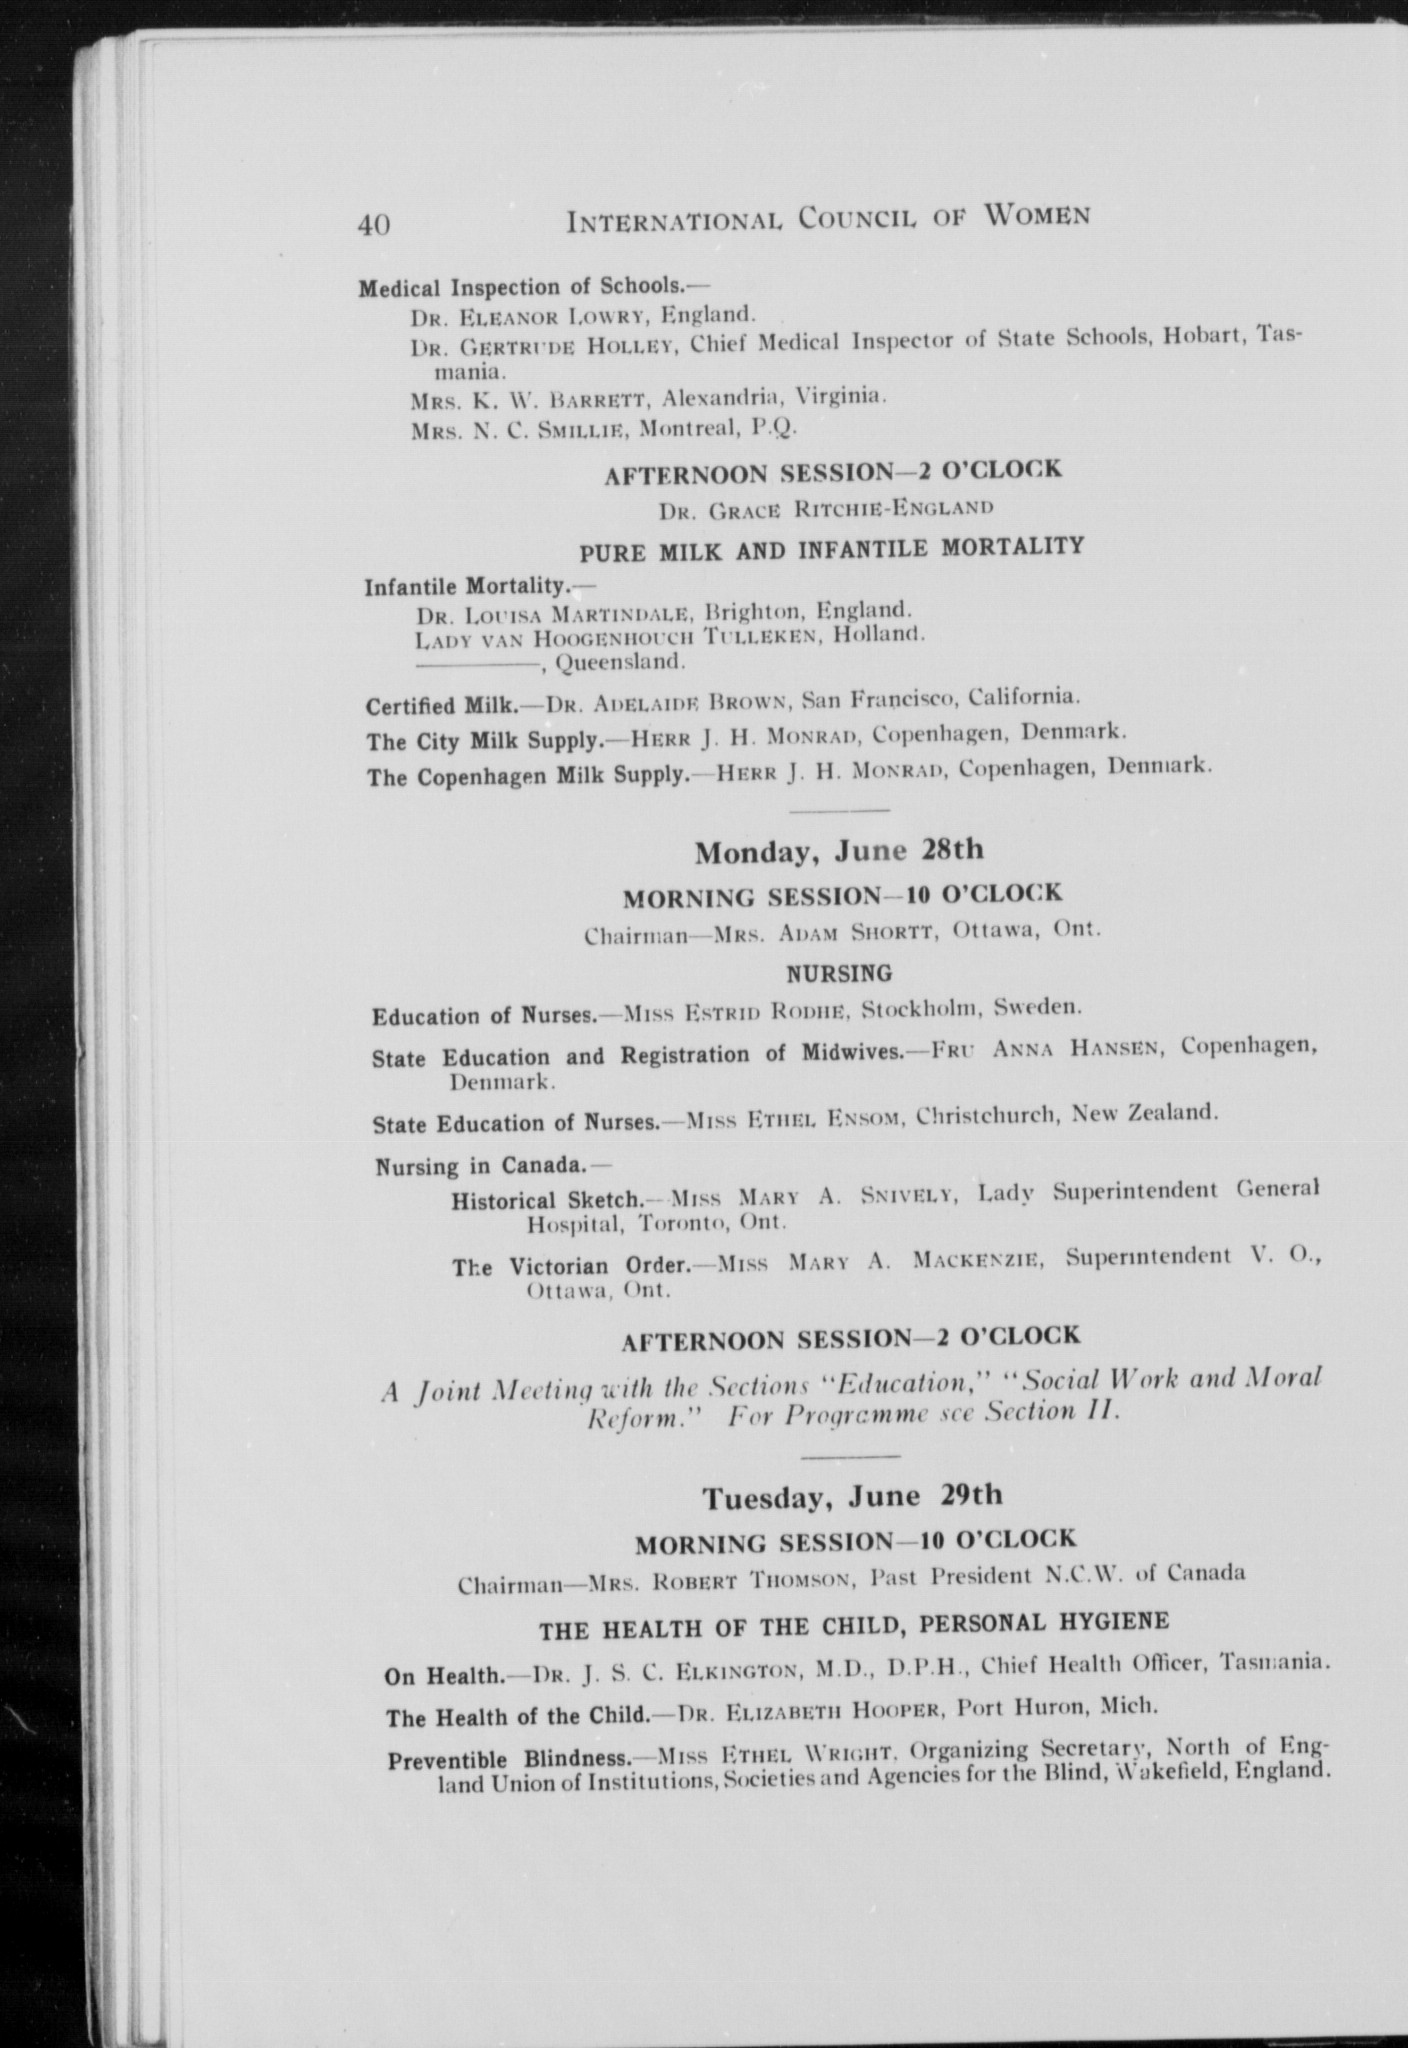 40 INTERNATIONAL COUNCIL OF WOMEN
Medical Inspection of Schools.—
DR. ELEANOR LOWRY, England.
DR. GERTRUDE HOLLEY, Chief Medical Inspector of State Schools, Hobart, Tas-
mania.
MRS. K. W. BARRETT, Alexandria, Virginia.
MRS. N. C. SMILLIE, Montreal, P.Q.
AFTERNOON SESSION—2 O'CLOCK
DR. GRACE RITCHIE-ENGLAND
PURE MILK AND INFANTILE MORTALITY
Infantile Mortality.—
DR. LOUISA MARTINDALE, Brighton, England.
LADY VAN HOOGENHOUCH TULLEKEN, Holland.
————, Queensland.
Certified Milk.—DR. ADELAIDE BROWN, San Francisco, California.
The City Milk Supply.—HERR J. H. MONRAD, Copenhagen, Denmark.
The Copenhagen Milk Supply.—HERR J. H. MONRAD, Copenhagen, Denmark.
Monday, June 28th
MORNING SESSION—10 O'CLOCK
Chairman—MRS. ADAM SHORTT, Ottawa, Ont.
NURSING
Education of Nurses.—MISS ESTRID RODHE, Stockholm, Sweden.
State Education and Registration of Midwives.—FRU ANNA HANSEN, Copenhagen,
Denmark.
State Education of Nurses.—MISS ETHEL ENSOM, Christchurch, New Zealand.
Nursing in Canada.—
Historical Sketch.—MISS MARY A. SNIVELY, Lady Superintendent General
Hospital, Toronto, Ont.
The Victorian Order.—MISS MARY A. MACKENZIE, Superintendent V. O.,
Ottawa, Ont.
AFTERNOON SESSION—2 O'CLOCK
A Joint Meeting with the Sections "Education," "Social Work and Moral
Reform." For Programme see Section II.
Tuesday, June 29th
MORNING SESSION—10 O'CLOCK
Chairman—MRS. ROBERT THOMSON, Past President N.C.W. of Canada
THE HEALTH OF THE CHILD, PERSONAL HYGIENE
On Health.—DR. J. S. C. ELKINGTON, M.D., D.P.H., Chief Health Officer, Tasmania.
The Health of the Child.—DR. ELIZABETH HOOPER, Port Huron, Mich.
Preventible Blindness.—MISS ETHEL WRIGHT, Organizing Secretary, North of Eng-
land Union of Institutions, Societies and Agencies for the Blind, Wakefield, England.